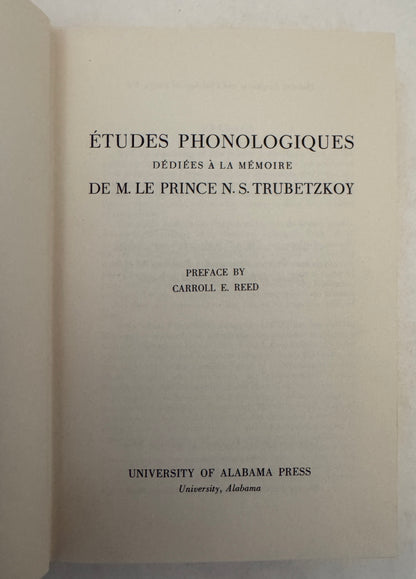 ÉTUDES PHONOLOGIQUES
DÉDIÉES À LA MÉMOIRE
DE M. LE PRINCE N. S. TRUBETZKOY
PREFACE BY
CARROLL E. REED
UNIVERSITY OF ALABAMA PRESS
University, Alabama